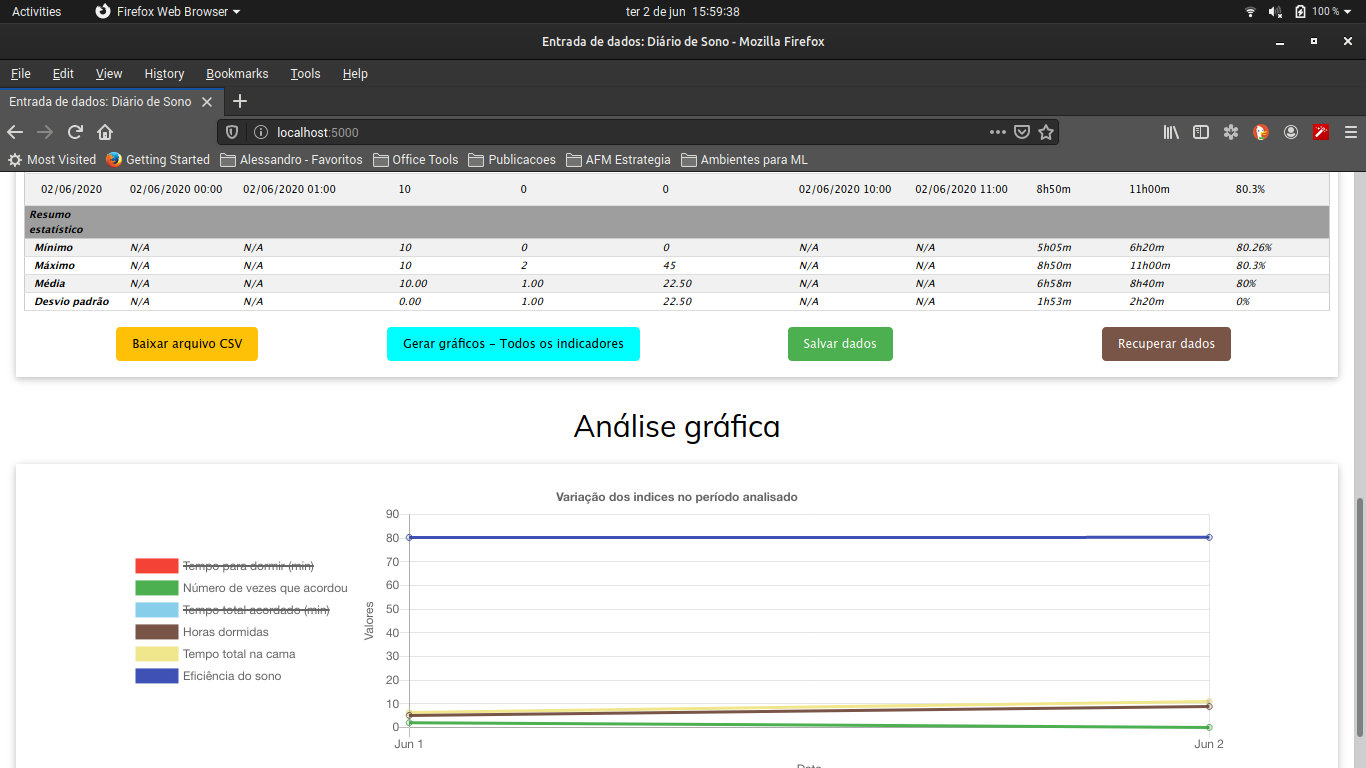 Activities Firefox Web Browser ter 2 de jun 15:59:38 100 %
Entrada de dados: Diário de Sono - Mozilla Firefox
File Edit View History Bookmarks Tools Help
Entrada de dados: Diário de Sono
localhost:5000
Most Visited Getting Started Alessandro - Favoritos Office Tools Publicacoes AFM Estrategia Ambientes para ML
02/06/2020 02/06/2020 00:00 02/06/2020 01:00 10 0 0 02/06/2020 10:00 02/06/2020 11:00 8h50m 11h00m 80.3%
Resumo
estatístico
Mínimo N/A N/A 10 0 0 N/A N/A 5h05m 6h20m 80.26%
Máximo N/A N/A 10 2 45 N/A N/A 8h50m 11h00m 80.3%
Média N/A N/A 10.00 1.00 22.50 N/A N/A 6h58m 8h40m 80%
Desvio padrão N/A N/A 0.00 1.00 22.50 N/A N/A 1h53m 2h20m 0%
Baixar arquivo CSV Gerar gráficos - Todos os indicadores Salvar dados Recuperar dados
Análise gráfica
Variação dos indices no período analisado
Tempo para dormir (min)
Número de vezes que acordou
Tempo total acordado (min)
Horas dormidas
Tempo total na cama
Eficiência do sono
Valores
90
80
70
60
50
40
30
20
10
0
Jun 1 Jun 2